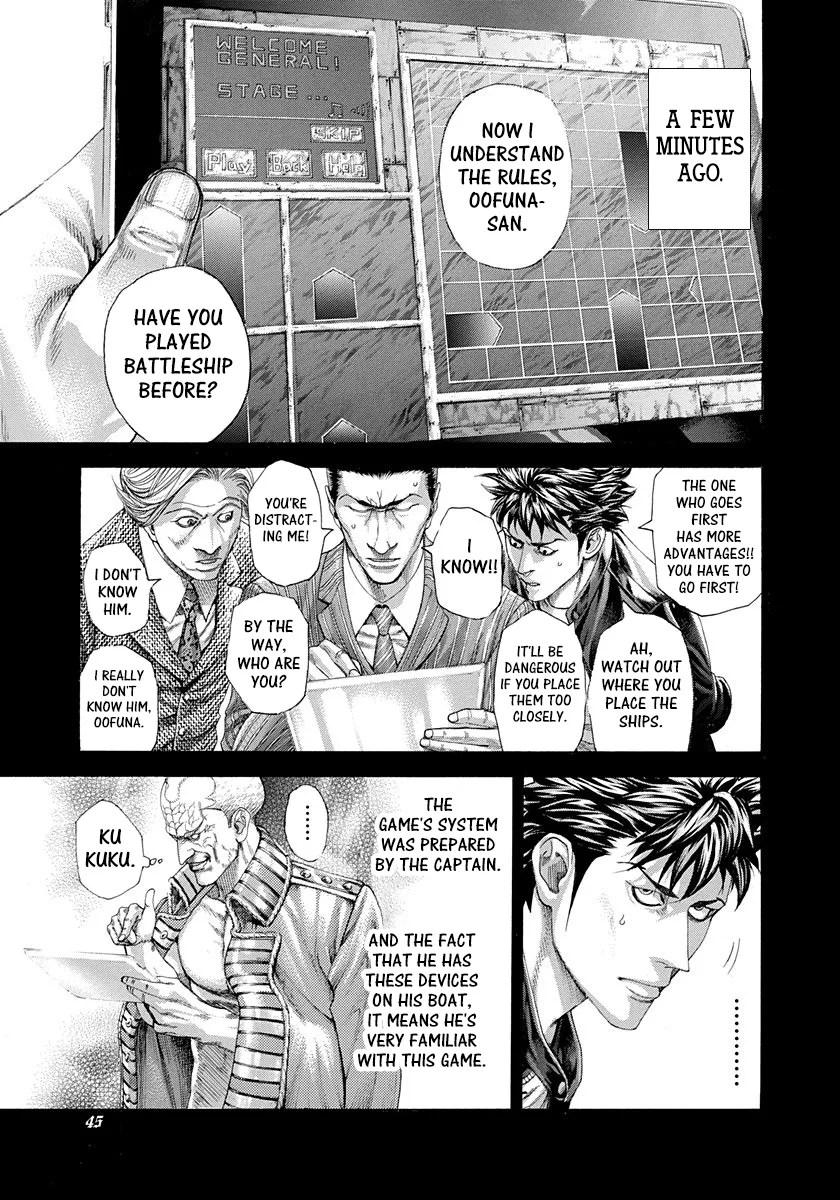 A FEW
MINUTES
AGO.
NOW I
UNDERSTAND
THE RULES,
OOFUNA-
SAN.
WELCOME
GENERAL!
STAGE...
SKIP
Play
Back
Help
HAVE YOU
PLAYED
BATTLESHIP
BEFORE?
THE ONE
WHO GOES
FIRST
HAS MORE
ADVANTAGES!!
YOU HAVE TO
GO FIRST!
I
KNOW!!
AH,
WATCH OUT
WHERE YOU
PLACE THE
SHIPS.
IT'LL BE
DANGEROUS
IF YOU PLACE
THEM TOO
CLOSELY.
YOU'RE
DISTRACT-
ING ME!
BY THE
WAY,
WHO ARE
YOU?
I DON'T
KNOW
HIM.
I REALLY
DON'T
KNOW HIM,
OOFUNA.
.........
THE
GAME'S SYSTEM
WAS PREPARED
BY THE CAPTAIN.
......
AND THE FACT
THAT HE HAS
THESE DEVICES
ON HIS BOAT,
IT MEANS HE'S
VERY FAMILIAR
WITH THIS GAME.
KU
KUKU.
45